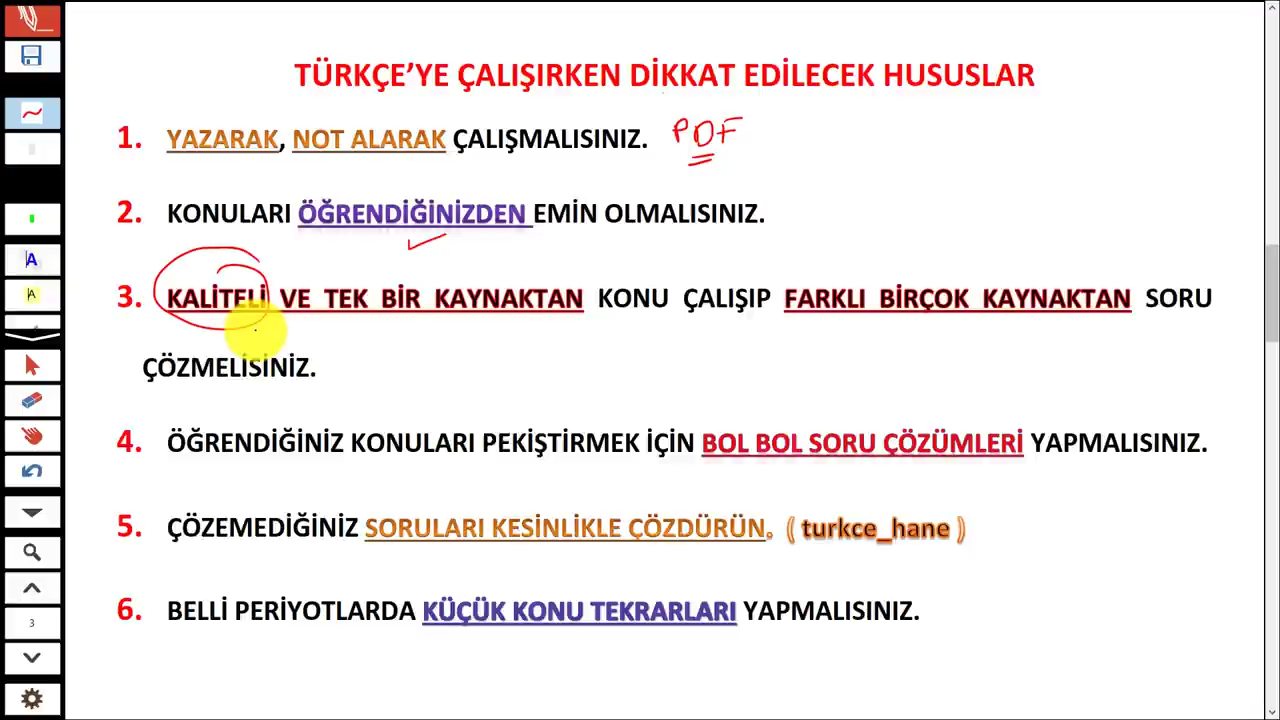 TÜRKÇE’YE ÇALIŞIRKEN DİKKAT EDİLECEK HUSUSLAR
1. YAZARAK, NOT ALARAK ÇALIŞMALISINIZ. PDF
2. KONULARI ÖĞRENDİĞİNİZDEN EMİN OLMALISINIZ.
3. KALİTELİ VE TEK BİR KAYNAKTAN KONU ÇALIŞIP FARKLI BİRÇOK KAYNAKTAN SORU
ÇÖZMELİSİNİZ.
4. ÖĞRENDİĞİNİZ KONULARI PEKİŞTİRMEK İÇİN BOL BOL SORU ÇÖZÜMLERİ YAPMALISINIZ.
5. ÇÖZEMEDİĞİNİZ SORULARI KESİNLİKLE ÇÖZDÜRÜN. ( turkce_hane )
6. BELLİ PERİYOTLARDA KÜÇÜK KONU TEKRARLARI YAPMALISINIZ.
A
A
3